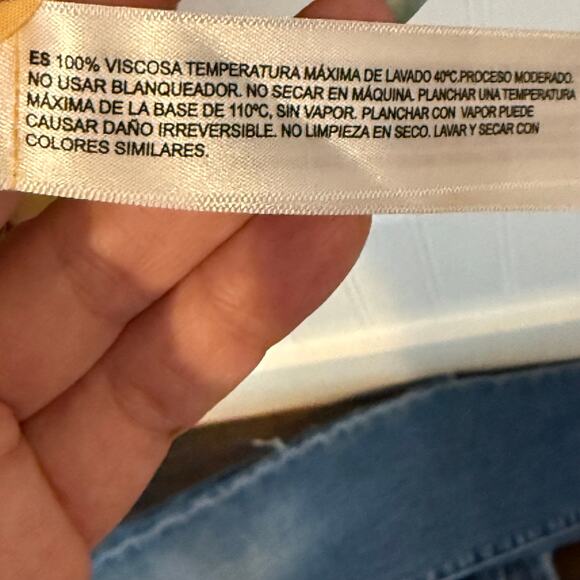 ES 100% VISCOSA TEMPERATURA MÁXIMA DE LAVADO 40ºC.PROCESO MODERADO.
NO USAR BLANQUEADOR. NO SECAR EN MÁQUINA. PLANCHAR UNA TEMPERATURA
MÁXIMA DE LA BASE DE 110ºC, SIN VAPOR. PLANCHAR CON VAPOR PUEDE
CAUSAR DAÑO IRREVERSIBLE. NO LIMPIEZA EN SECO. LAVAR Y SECAR CON
COLORES SIMILARES.